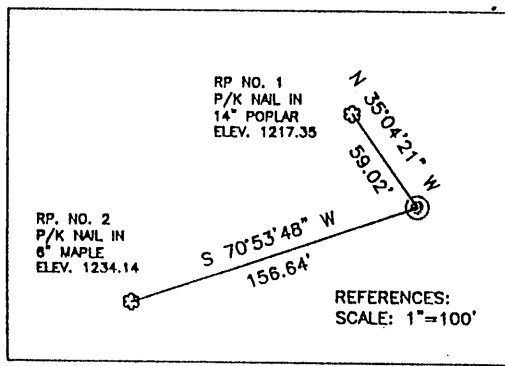 RP NO. 1
P/K NAIL IN
14" POPLAR
ELEV. 1217.35
N 35°04'21" W
59.02'
RP. NO. 2
P/K NAIL IN
6" MAPLE
ELEV. 1234.14
S 70°53'48" W
156.64'
REFERENCES:
SCALE: 1"=100'